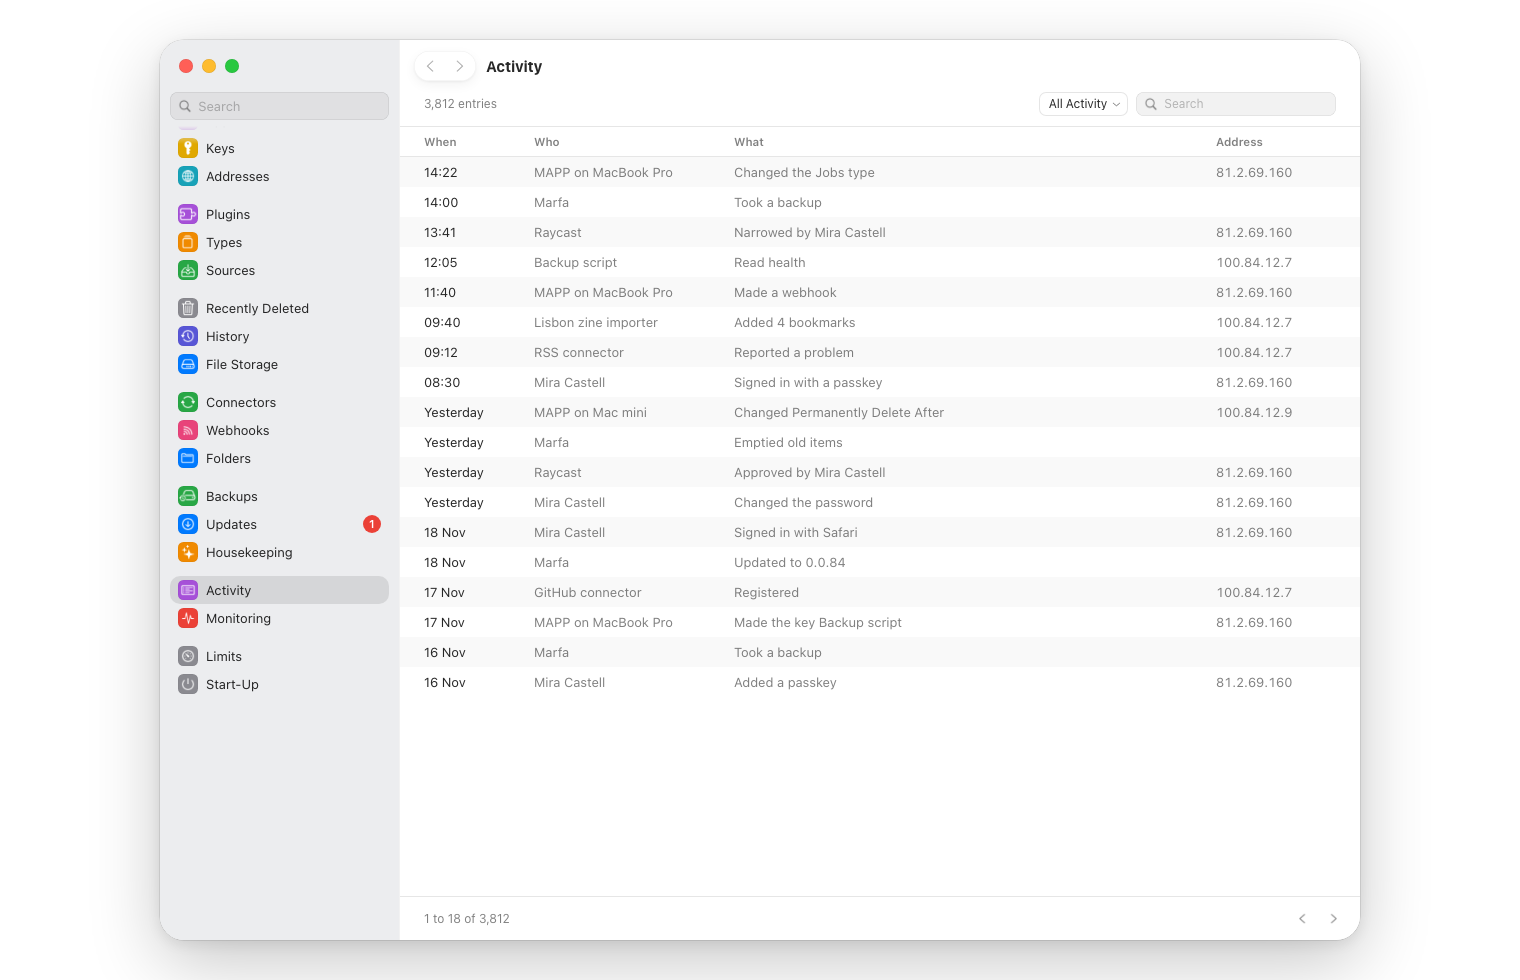 Search
Keys
Addresses
Plugins
Types
Sources
Recently Deleted
History
File Storage
Connectors
Webhooks
Folders
Backups
Updates 1
Housekeeping
Activity
Monitoring
Limits
Start-Up
Activity
3,812 entries All Activity Search
When Who What Address
14:22 MAPP on MacBook Pro Changed the Jobs type 81.2.69.160
14:00 Marfa Took a backup
13:41 Raycast Narrowed by Mira Castell 81.2.69.160
12:05 Backup script Read health 100.84.12.7
11:40 MAPP on MacBook Pro Made a webhook 81.2.69.160
09:40 Lisbon zine importer Added 4 bookmarks 100.84.12.7
09:12 RSS connector Reported a problem 100.84.12.7
08:30 Mira Castell Signed in with a passkey 81.2.69.160
Yesterday MAPP on Mac mini Changed Permanently Delete After 100.84.12.9
Yesterday Marfa Emptied old items
Yesterday Raycast Approved by Mira Castell 81.2.69.160
Yesterday Mira Castell Changed the password 81.2.69.160
18 Nov Mira Castell Signed in with Safari 81.2.69.160
18 Nov Marfa Updated to 0.0.84
17 Nov GitHub connector Registered 100.84.12.7
17 Nov MAPP on MacBook Pro Made the key Backup script 81.2.69.160
16 Nov Marfa Took a backup
16 Nov Mira Castell Added a passkey 81.2.69.160
1 to 18 of 3,812